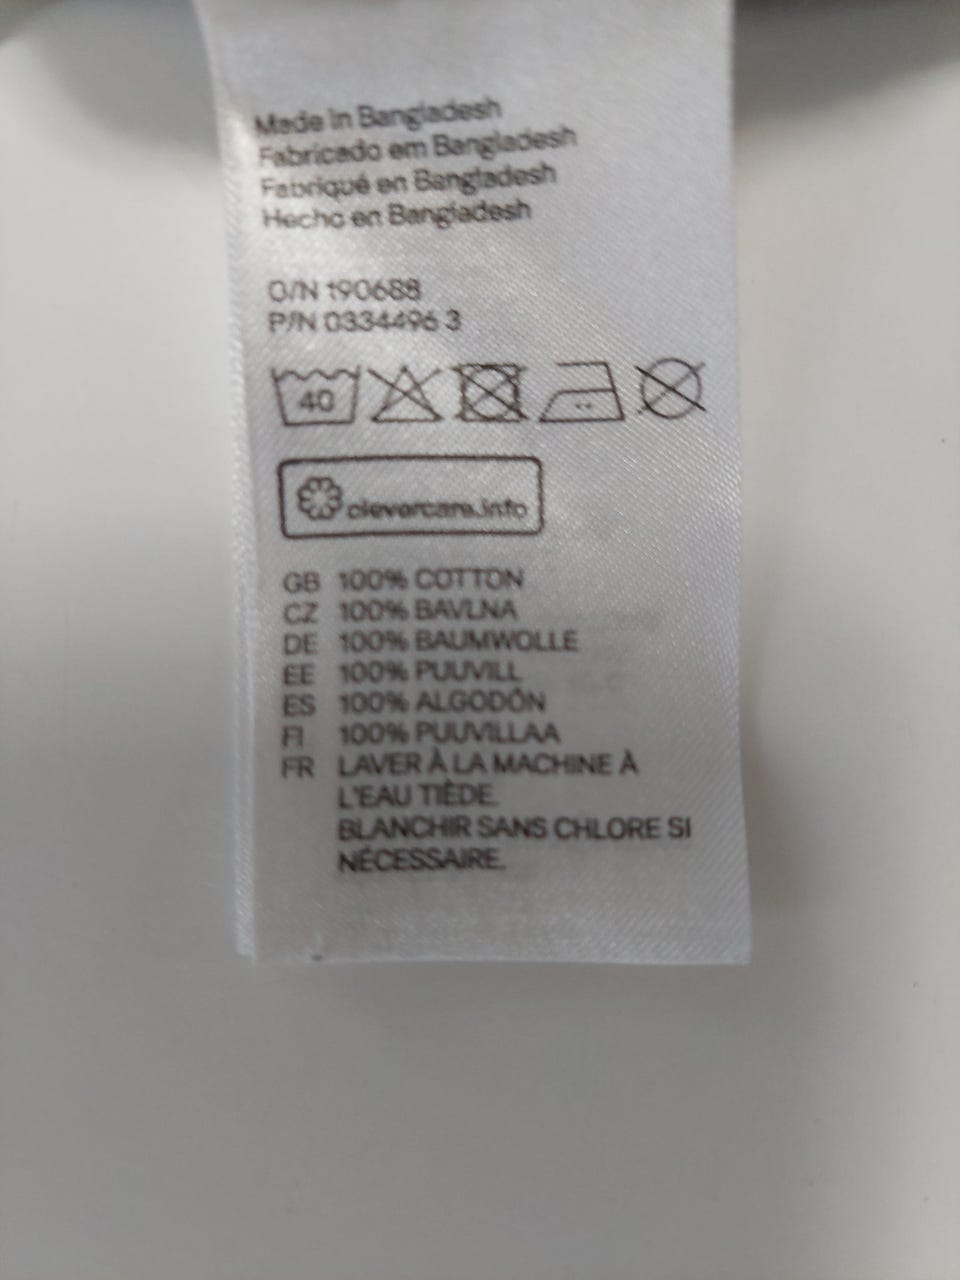 Made in Bangladesh
Fabricado em Bangladesh
Fabriqué en Bangladesh
Hecho en Bangladesh
O/N 190688
P/N 0334496 3
40
clevercare.info
GB 100% COTTON
CZ 100% BAVLNA
DE 100% BAUMWOLLE
EE 100% PUUVILL
ES 100% ALGODÓN
FI 100% PUUVILLAA
FR LAVER À LA MACHINE À
L'EAU TIÈDE.
BLANCHIR SANS CHLORE SI
NÉCESSAIRE.